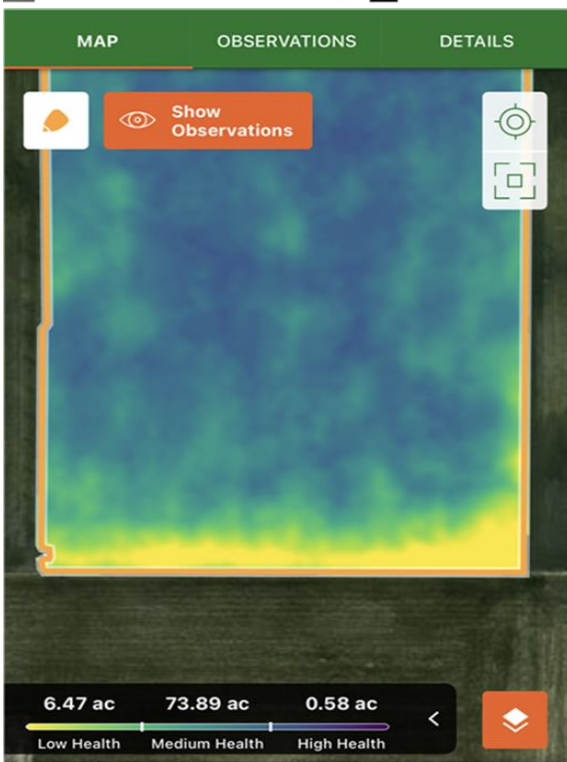 MAP OBSERVATIONS DETAILS
Show
Observations
6.47 ac 73.89 ac 0.58 ac
Low Health Medium Health High Health